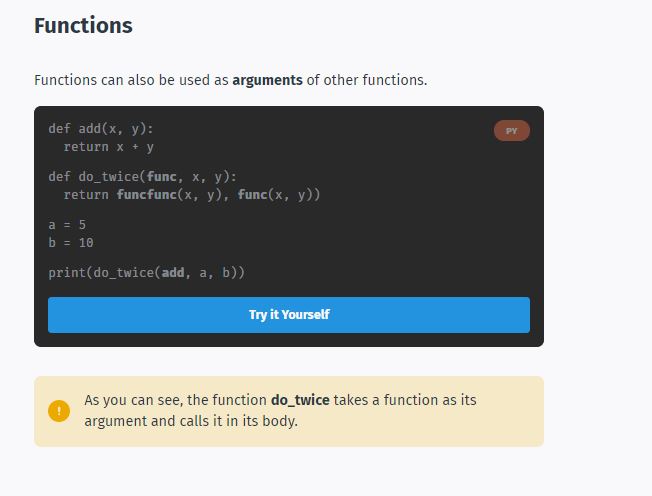 Functions
Functions can also be used as arguments of other functions.
PY
def add(x, y):
  return x + y
def do_twice(func, x, y):
  return funcfunc(x, y), func(x, y))
a = 5
b = 10
print(do_twice(add, a, b))
Try it Yourself
!
As you can see, the function do_twice takes a function as its
argument and calls it in its body.